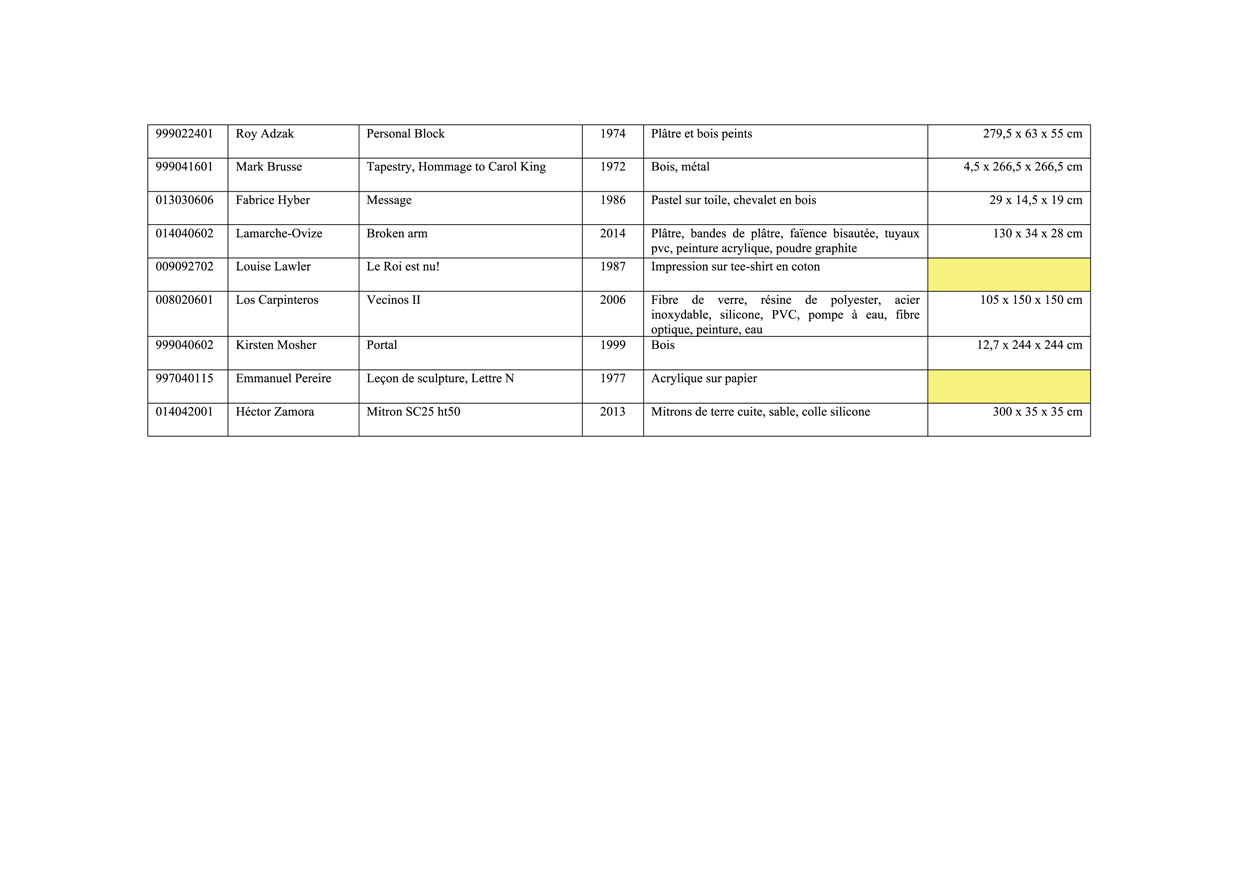 999022401 Roy Adzak Personal Block 1974 Plâtre et bois peints 279,5 x 63 x 55 cm
999041601 Mark Brusse Tapestry, Hommage to Carol King 1972 Bois, métal 4,5 x 266,5 x 266,5 cm
013030606 Fabrice Hyber Message 1986 Pastel sur toile, chevalet en bois 29 x 14,5 x 19 cm
014040602 Lamarche-Ovize Broken arm 2014 Plâtre, bandes de plâtre, faïence bisautée, tuyaux 130 x 34 x 28 cm
pvc, peinture acrylique, poudre graphite
009092702 Louise Lawler Le Roi est nu! 1987 Impression sur tee-shirt en coton
008020601 Los Carpinteros Vecinos II 2006 Fibre de verre, résine de polyester, acier 105 x 150 x 150 cm
inoxydable, silicone, PVC, pompe à eau, fibre
optique, peinture, eau
999040602 Kirsten Mosher Portal 1999 Bois 12,7 x 244 x 244 cm
997040115 Emmanuel Pereire Leçon de sculpture, Lettre N 1977 Acrylique sur papier
014042001 Héctor Zamora Mitron SC25 ht50 2013 Mitrons de terre cuite, sable, colle silicone 300 x 35 x 35 cm